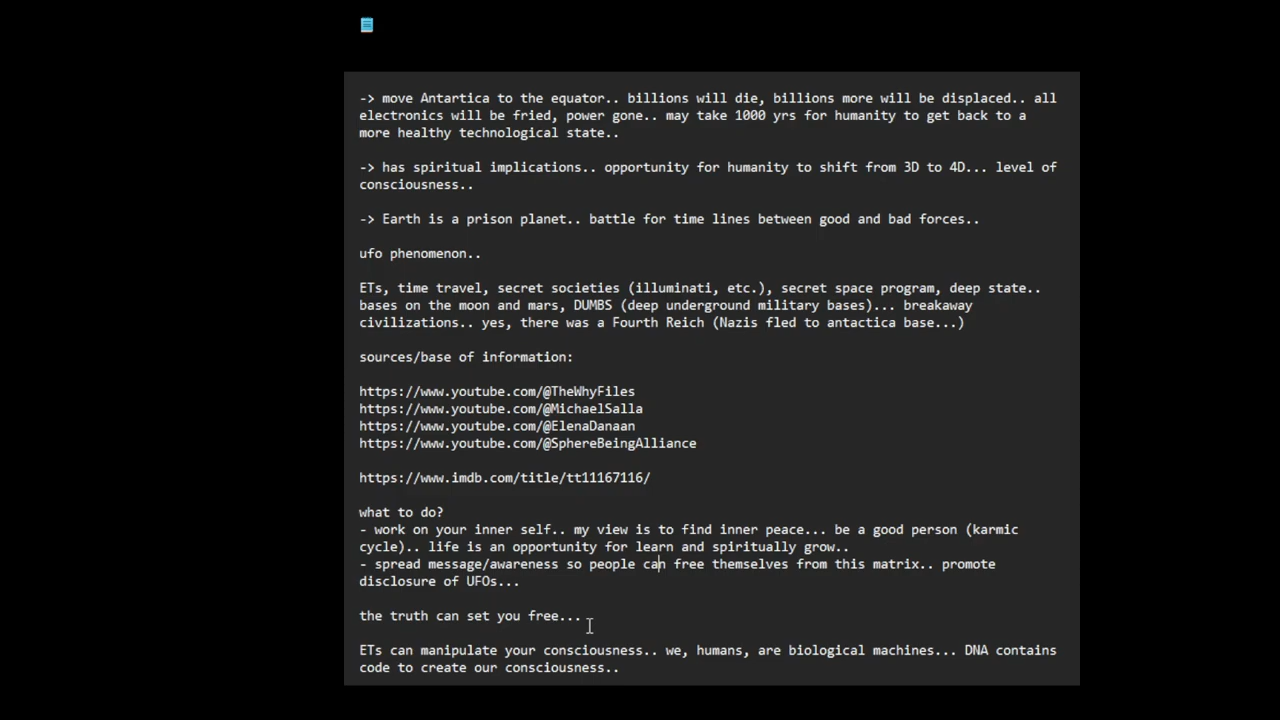 -> move Antartica to the equator.. billions will die, billions more will be displaced.. all
electronics will be fried, power gone.. may take 1000 yrs for humanity to get back to a
more healthy technological state..
-> has spiritual implications.. opportunity for humanity to shift from 3D to 4D... level of
consciousness..
-> Earth is a prison planet.. battle for time lines between good and bad forces..
ufo phenomenon..
ETs, time travel, secret societies (illuminati, etc.), secret space program, deep state..
bases on the moon and mars, DUMBS (deep underground military bases)... breakaway
civilizations.. yes, there was a Fourth Reich (Nazis fled to antactica base...)
sources/base of information:
https://www.youtube.com/@TheWhyFiles
https://www.youtube.com/@MichaelSalla
https://www.youtube.com/@ElenaDanaan
https://www.youtube.com/@SphereBeingAlliance
https://www.imdb.com/title/tt11167116/
what to do?
- work on your inner self.. my view is to find inner peace... be a good person (karmic
cycle).. life is an opportunity for learn and spiritually grow..
- spread message/awareness so people can free themselves from this matrix.. promote
disclosure of UFOs...
the truth can set you free...
ETs can manipulate your consciousness.. we, humans, are biological machines... DNA contains
code to create our consciousness..